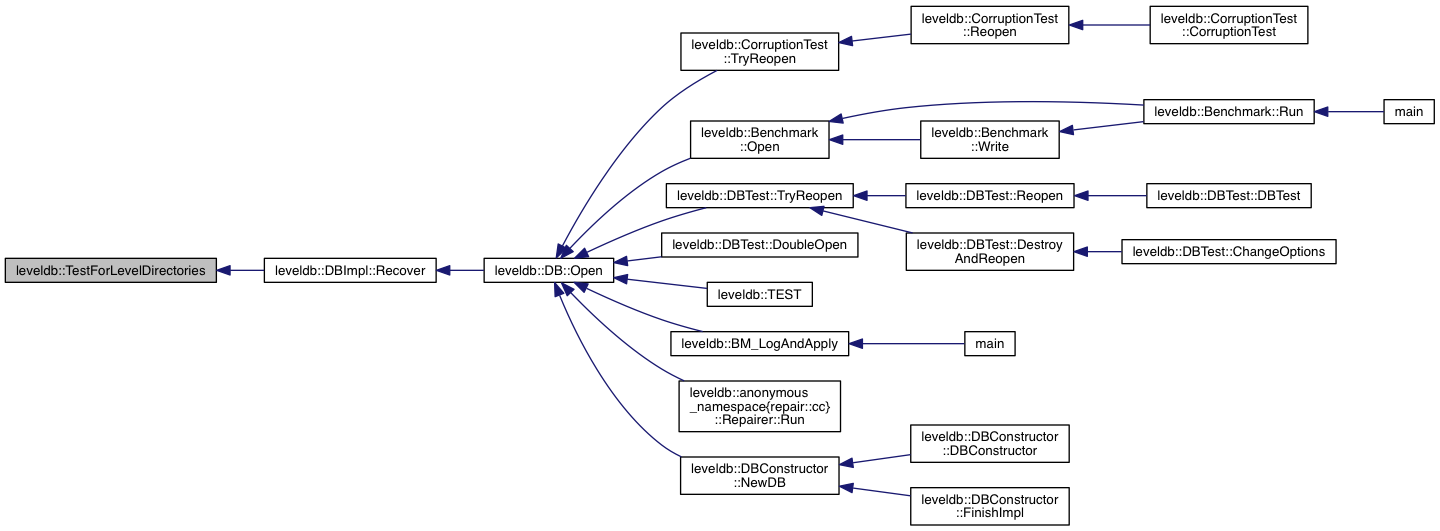 leveldb::CorruptionTest
::Reopen
leveldb::CorruptionTest
::CorruptionTest
leveldb::CorruptionTest
::TryReopen
leveldb::Benchmark::Run
main
leveldb::Benchmark
::Open
leveldb::Benchmark
::Write
leveldb::DBTest::TryReopen
leveldb::DBTest::Reopen
leveldb::DBTest::DBTest
leveldb::DBTest::DoubleOpen
leveldb::DBTest::Destroy
AndReopen
leveldb::DBTest::ChangeOptions
leveldb::TestForLevelDirectories
leveldb::DBImpl::Recover
leveldb::DB::Open
leveldb::TEST
leveldb::BM_LogAndApply
main
leveldb::anonymous
_namespace{repair::cc}
::Repairer::Run
leveldb::DBConstructor
::DBConstructor
leveldb::DBConstructor
::NewDB
leveldb::DBConstructor
::FinishImpl